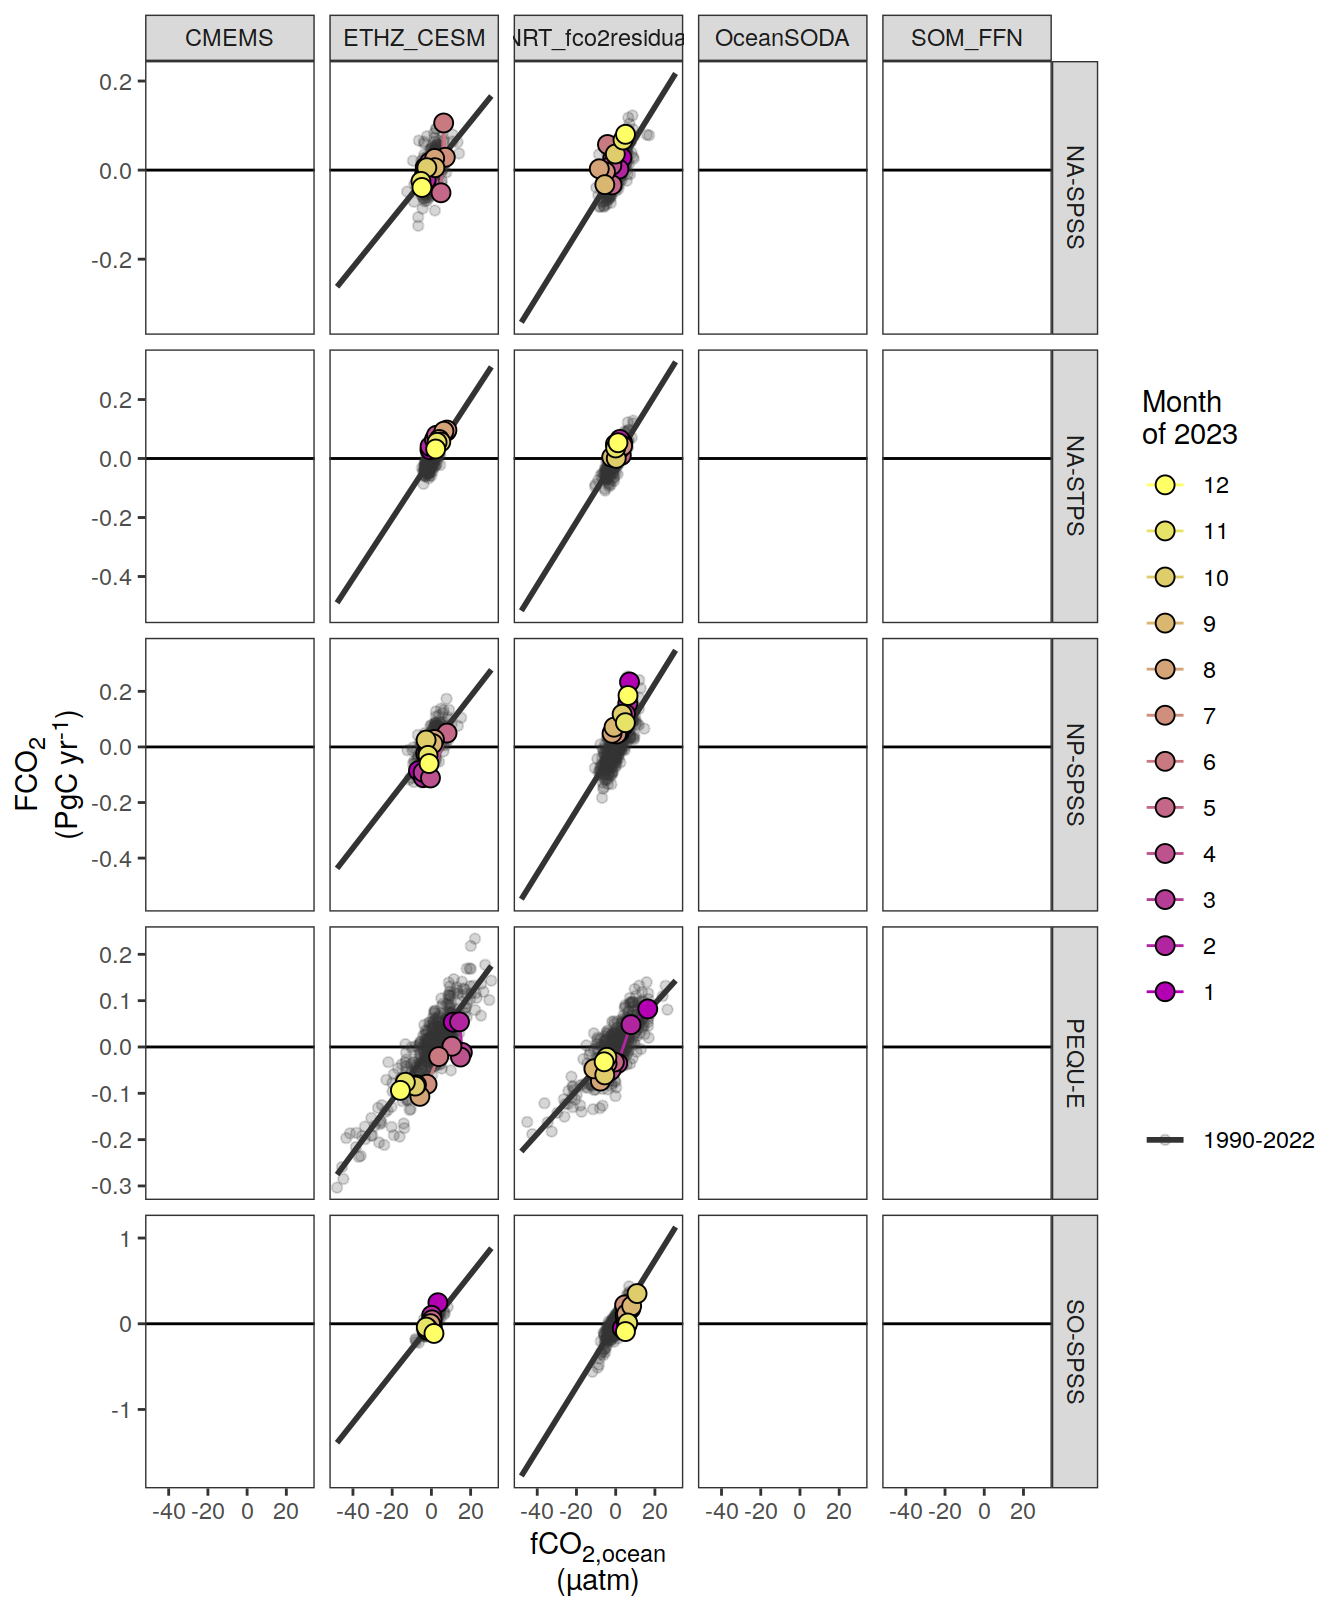 CMEMS ETHZ_CESM NRT_fco2residua OceanSODA SOM_FFN
0.2
0.0
-0.2
NA-SPSS
0.2
0.0
-0.2
-0.4
NA-STPS
0.2
0.0
-0.2
-0.4
NP-SPSS
0.2
0.1
0.0
-0.1
-0.2
-0.3
PEQU-E
1
0
-1
SO-SPSS
-40 -20 0 20 -40 -20 0 20 -40 -20 0 20 -40 -20 0 20 -40 -20 0 20
fCO2,ocean
(µatm)
FCO2
(PgC yr-1)
Month
of 2023
12
11
10
9
8
7
6
5
4
3
2
1
1990-2022